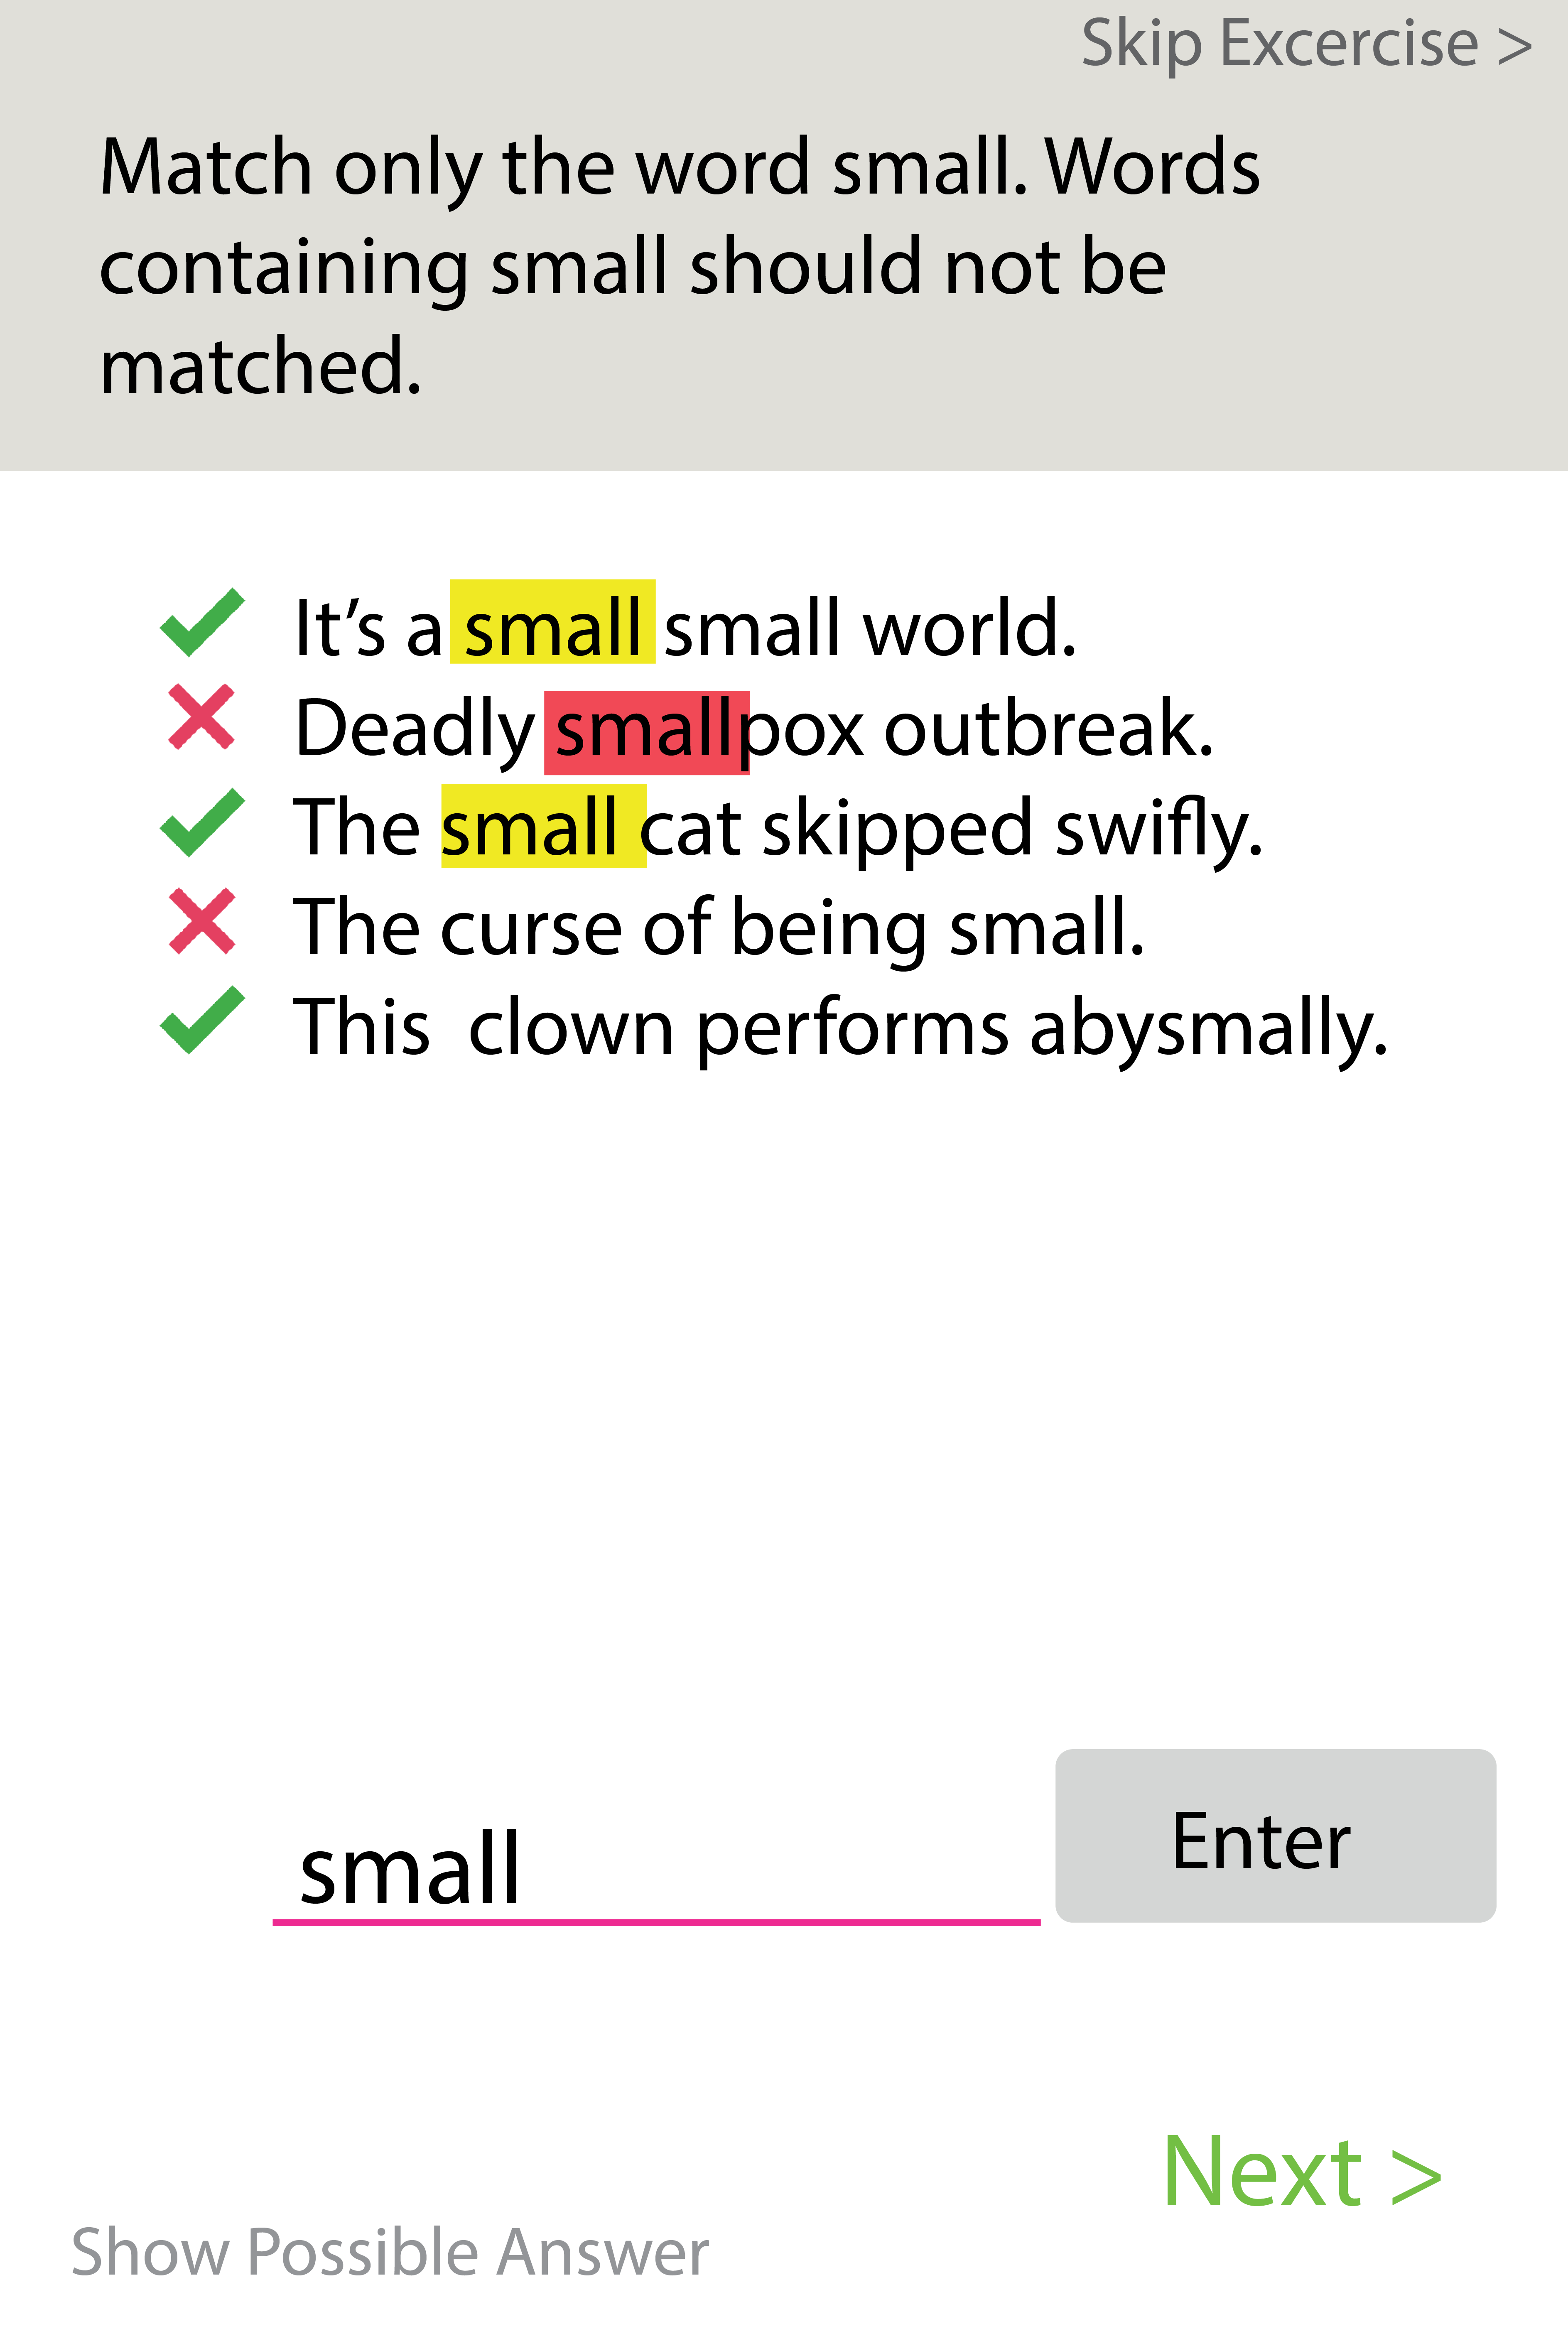 Skip Excercise >
Match only the word small. Words
containing small should not be
matched.
It’s a small small world.
Deadly smallpox outbreak.
The small cat skipped swifly.
The curse of being small.
This  clown performs abysmally.
small
Enter
Next >
Show Possible Answer